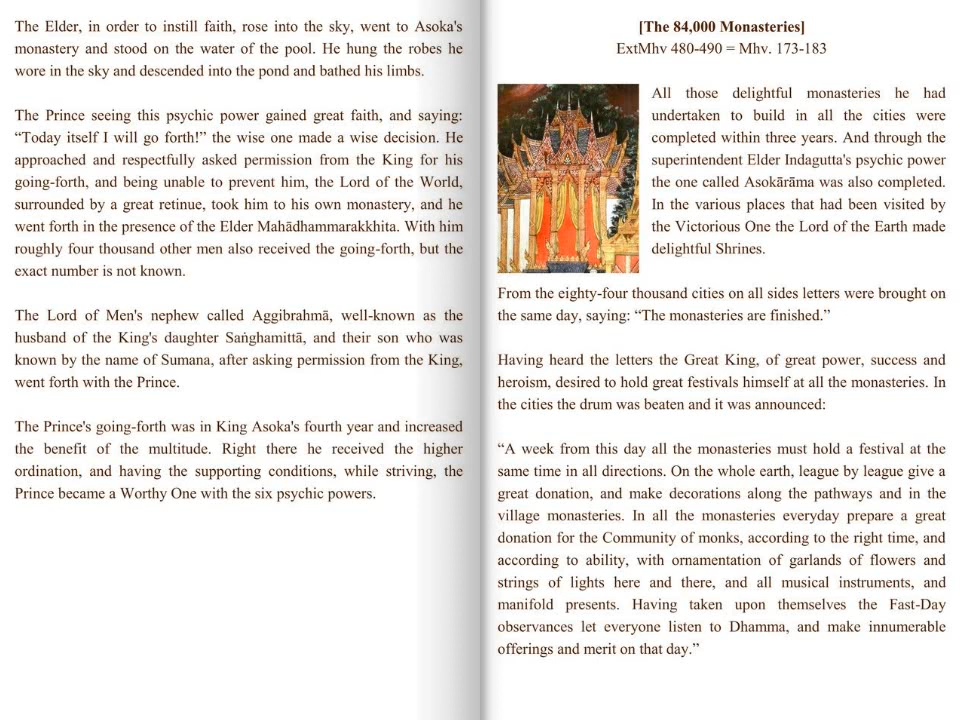 The Elder, in order to instill faith, rose into the sky, went to Asoka's
monastery and stood on the water of the pool. He hung the robes he
wore in the sky and descended into the pond and bathed his limbs.
The Prince seeing this psychic power gained great faith, and saying:
“Today itself I will go forth!” the wise one made a wise decision. He
approached and respectfully asked permission from the King for his
going-forth, and being unable to prevent him, the Lord of the World,
surrounded by a great retinue, took him to his own monastery, and he
went forth in the presence of the Elder Mahādhammarakkhita. With him
roughly four thousand other men also received the going-forth, but the
exact number is not known.
The Lord of Men's nephew called Aggibrahmā, well-known as the
husband of the King's daughter Saṅghamittā, and their son who was
known by the name of Sumana, after asking permission from the King,
went forth with the Prince.
The Prince's going-forth was in King Asoka's fourth year and increased
the benefit of the multitude. Right there he received the higher
ordination, and having the supporting conditions, while striving, the
Prince became a Worthy One with the six psychic powers.
[The 84,000 Monasteries]
ExtMhv 480-490 = Mhv. 173-183
All those delightful monasteries he had
undertaken to build in all the cities were
completed within three years. And through the
superintendent Elder Indagutta's psychic power
the one called Asokārāma was also completed.
In the various places that had been visited by
the Victorious One the Lord of the Earth made
delightful Shrines.
From the eighty-four thousand cities on all sides letters were brought on
the same day, saying: “The monasteries are finished.”
Having heard the letters the Great King, of great power, success and
heroism, desired to hold great festivals himself at all the monasteries. In
the cities the drum was beaten and it was announced:
“A week from this day all the monasteries must hold a festival at the
same time in all directions. On the whole earth, league by league give a
great donation, and make decorations along the pathways and in the
village monasteries. In all the monasteries everyday prepare a great
donation for the Community of monks, according to the right time, and
according to ability, with ornamentation of garlands of flowers and
strings of lights here and there, and all musical instruments, and
manifold presents. Having taken upon themselves the Fast-Day
observances let everyone listen to Dhamma, and make innumerable
offerings and merit on that day.”